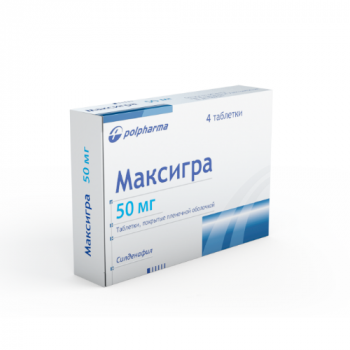 polpharma
4 таблетки
Максигра
50 мг
Таблетки, покрытые пленочной оболочкой
Силденафил
Максигра 50 мг